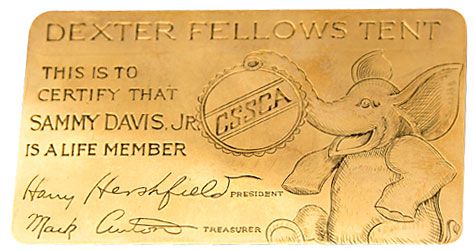 DEXTER FELLOWS TENT
THIS IS TO
CERTIFY THAT
SAMMY DAVIS, JR.
IS A LIFE MEMBER
CSSCA
Harry Hershfield PRESIDENT
Mark TREASURER